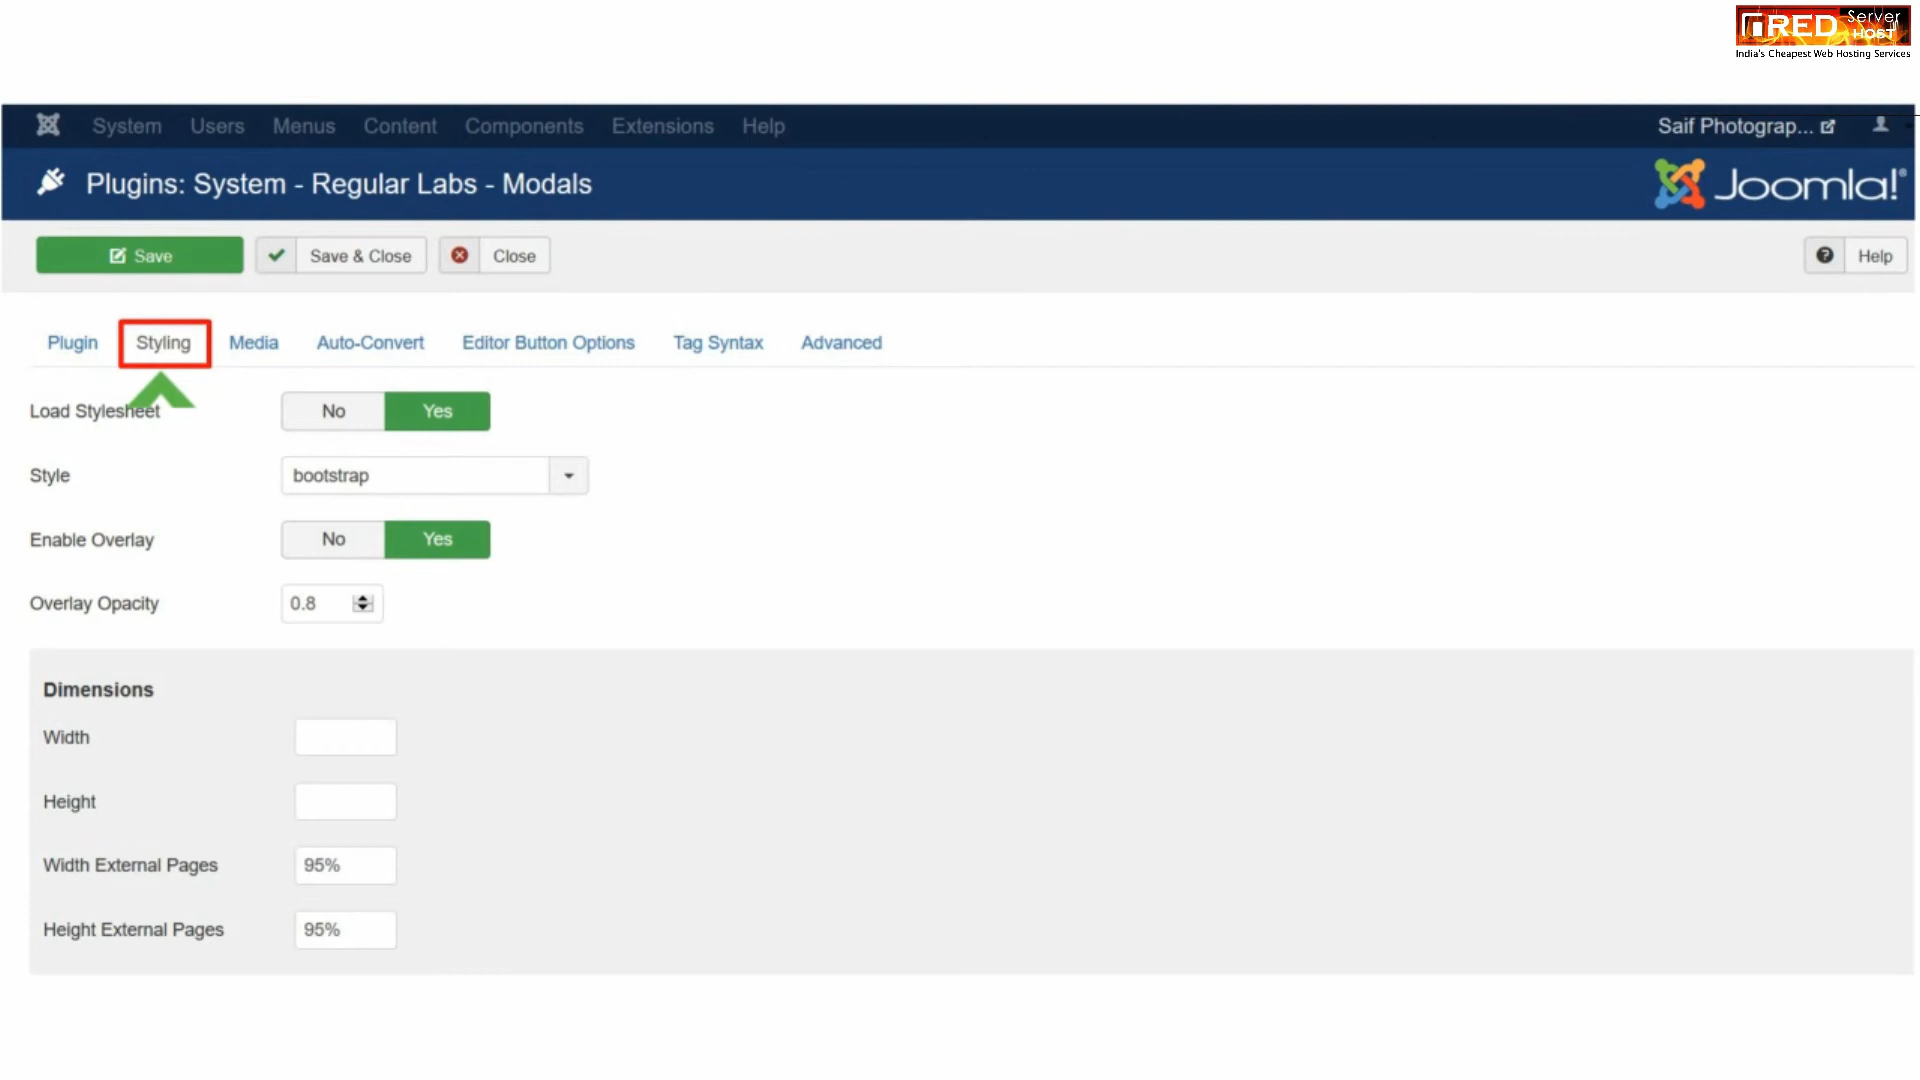 RED Server HOST
India's Cheapest Web Hosting Services
System Users Menus Content Components Extensions Help Saif Photograp...
Plugins: System - Regular Labs - Modals Joomla!®
Save Save & Close Close Help
Plugin Styling Media Auto-Convert Editor Button Options Tag Syntax Advanced
Load Stylesheet No Yes
Style bootstrap
Enable Overlay No Yes
Overlay Opacity 0.8
Dimensions
Width
Height
Width External Pages 95%
Height External Pages 95%